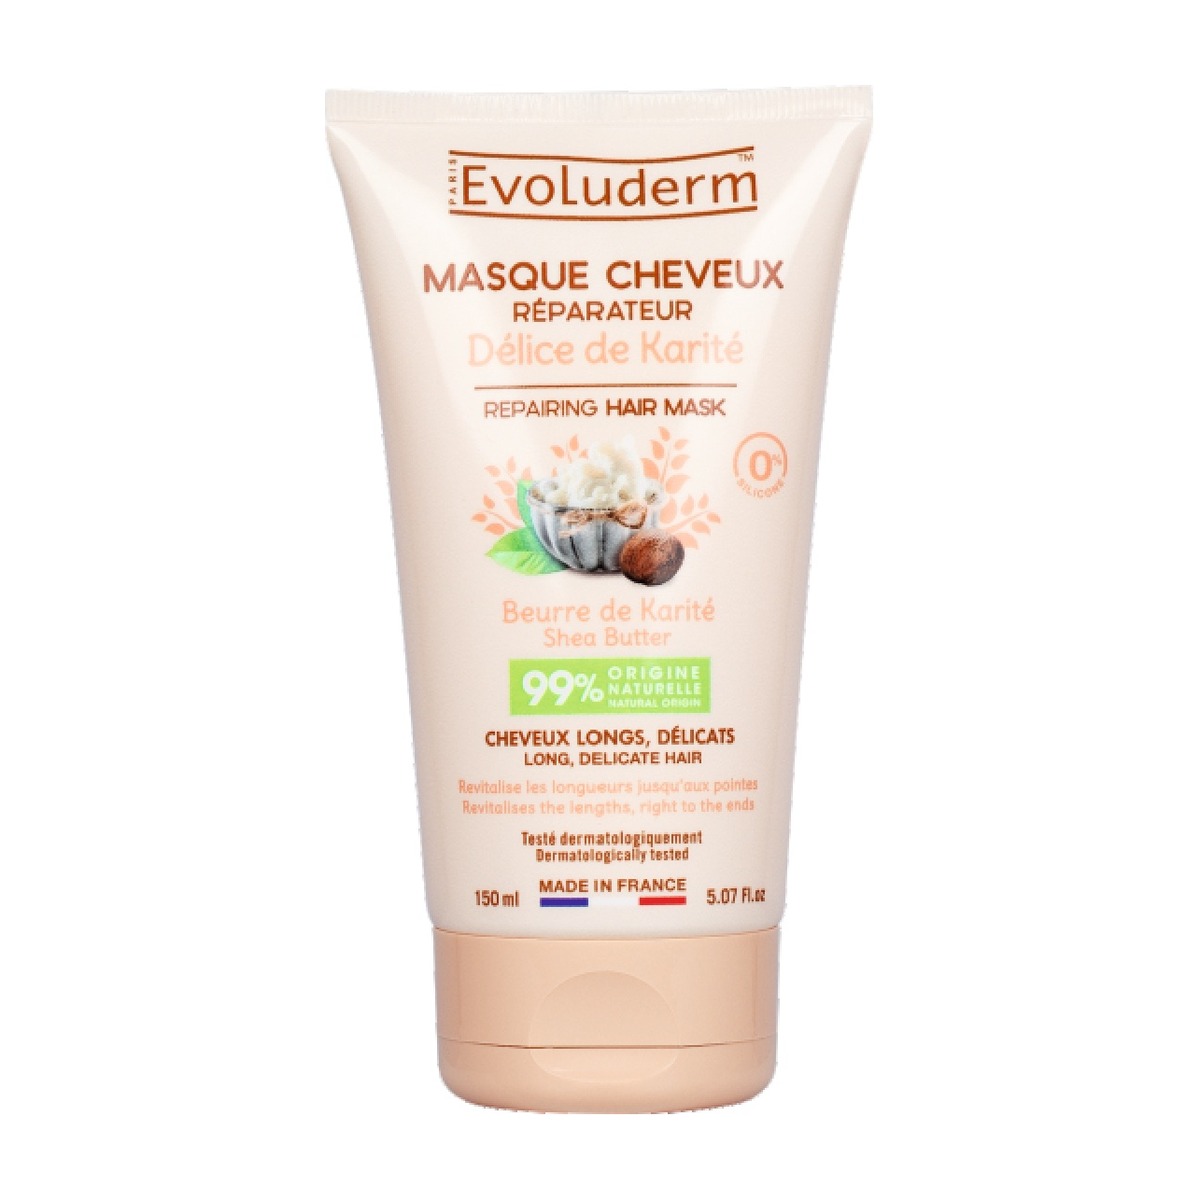 PARIS
Evoluderm™
MASQUE CHEVEUX
RÉPARATEUR
Délice de Karité
REPAIRING HAIR MASK
0%
SILICONE
Beurre de Karité
Shea Butter
99% ORIGINE
NATURELLE
NATURAL ORIGIN
CHEVEUX LONGS, DÉLICATS
LONG, DELICATE HAIR
Revitalise les longueurs jusqu'aux pointes
Revitalises the lengths, right to the ends
Testé dermatologiquement
Dermatologically tested
150 ml MADE IN FRANCE 5.07 Fl.oz